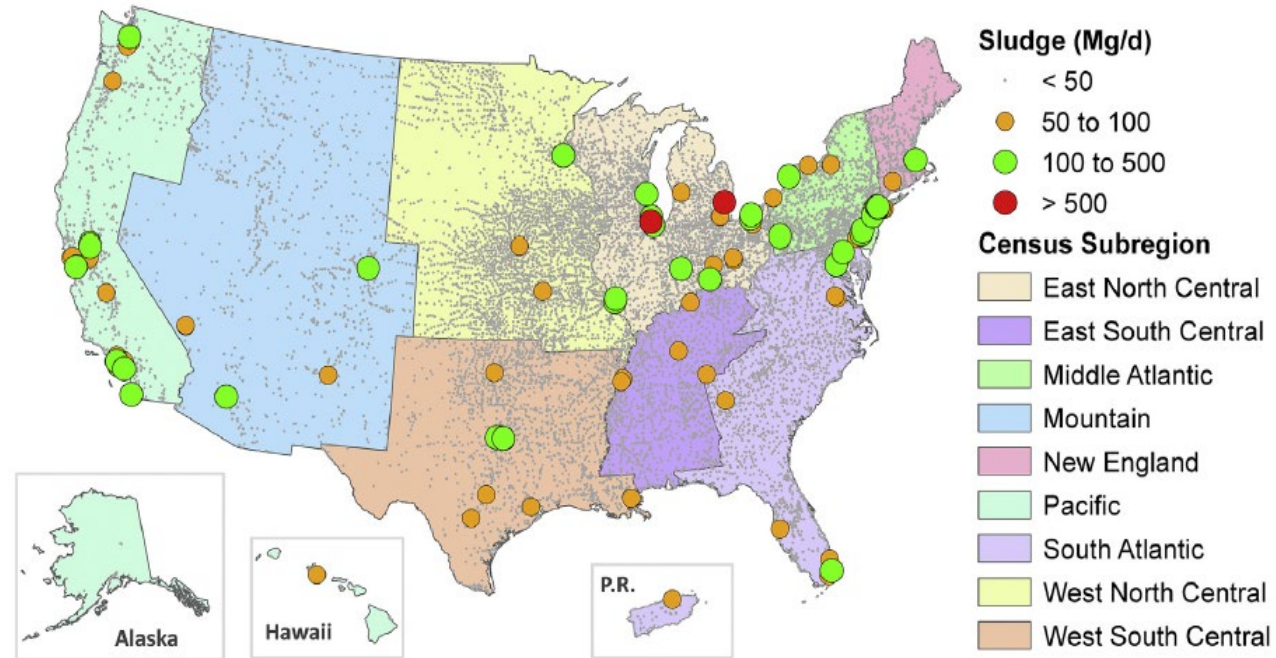 Sludge (Mg/d)
< 50
50 to 100
100 to 500
> 500
Census Subregion
East North Central
East South Central
Middle Atlantic
Mountain
New England
Pacific
South Atlantic
West North Central
West South Central
Alaska
Hawaii
P.R.